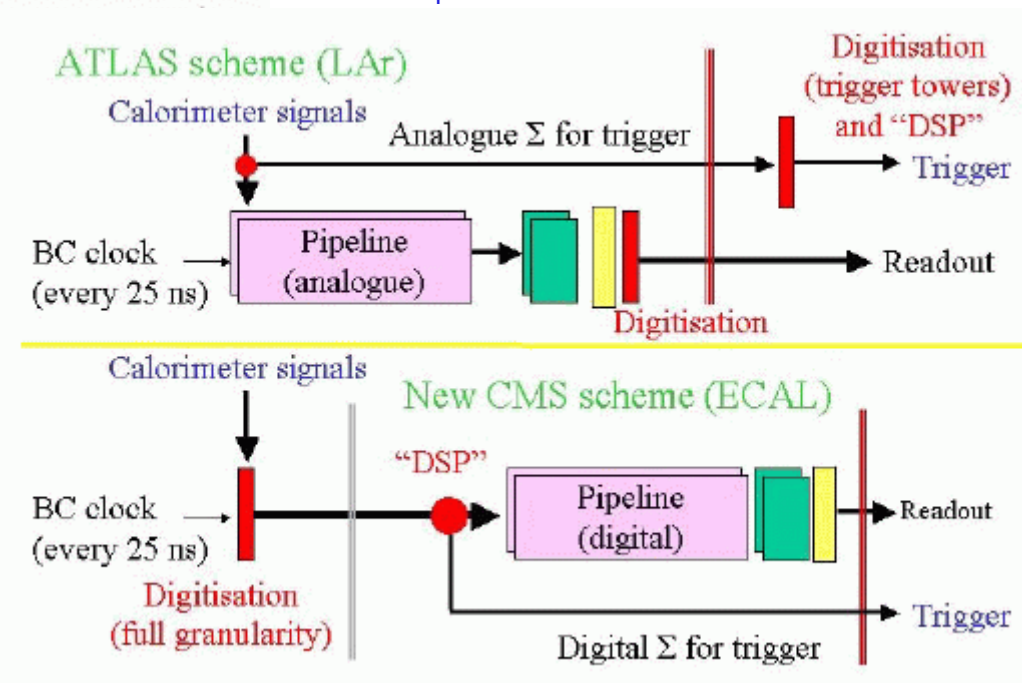 ATLAS scheme (LAr)
Calorimeter signals
Analogue Σ for trigger
Digitisation
(trigger towers)
and “DSP”
Trigger
BC clock
(every 25 ns)
Pipeline
(analogue)
Readout
Digitisation
Calorimeter signals
New CMS scheme (ECAL)
“DSP”
BC clock
(every 25 ns)
Pipeline
(digital)
Readout
Digitisation
(full granularity)
Trigger
Digital Σ for trigger